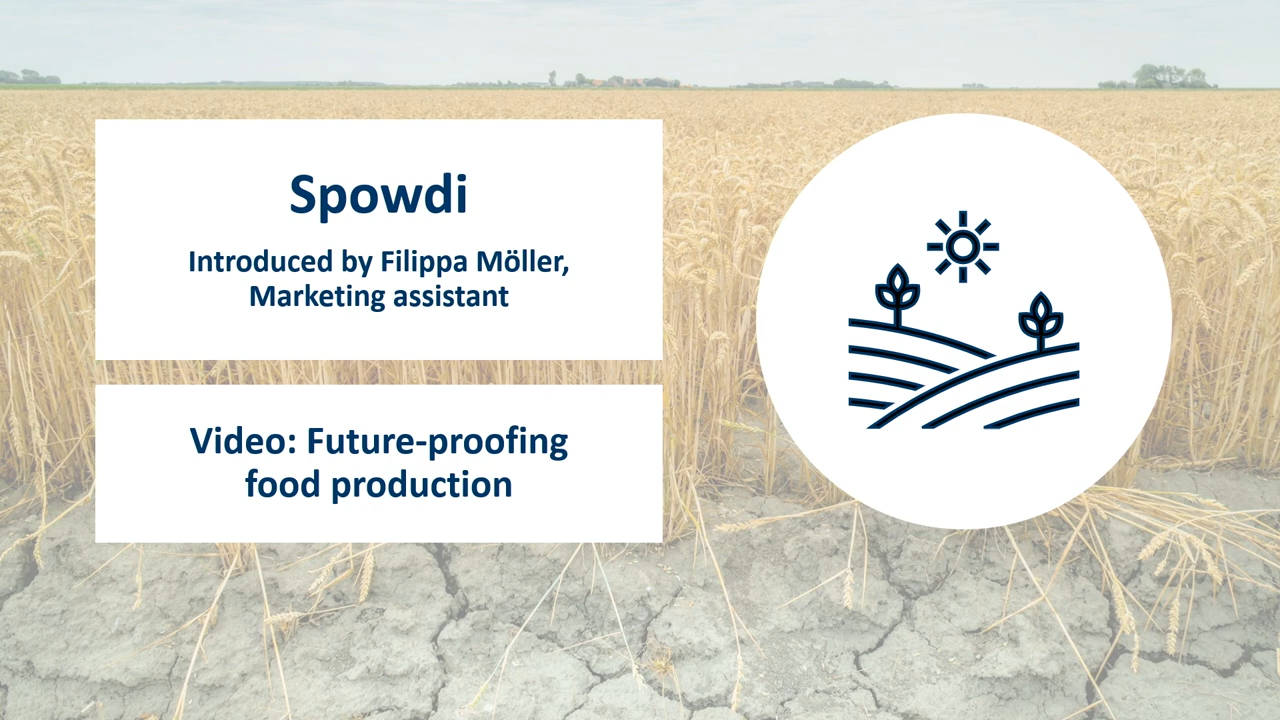 Spowdi
Introduced by Filippa Möller,
Marketing assistant
Video: Future-proofing
food production